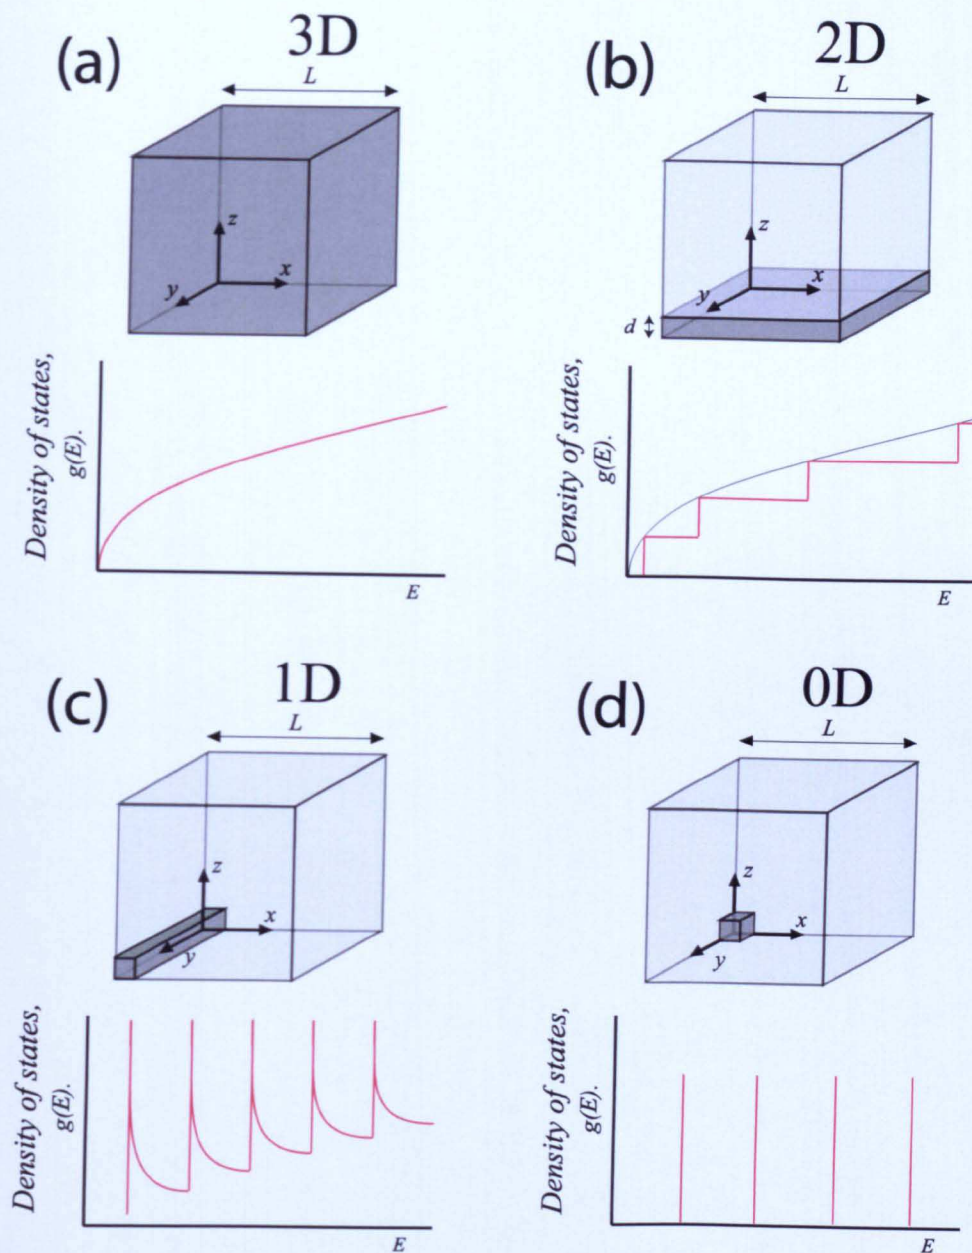 (a)
3D
L
z
x
y
Density of states,
g(E).
E
(b)
2D
L
z
x
y
d
Density of states,
g(E).
E
(c)
1D
L
z
x
y
Density of states,
g(E).
E
(d)
0D
L
z
x
y
Density of states,
g(E).
E